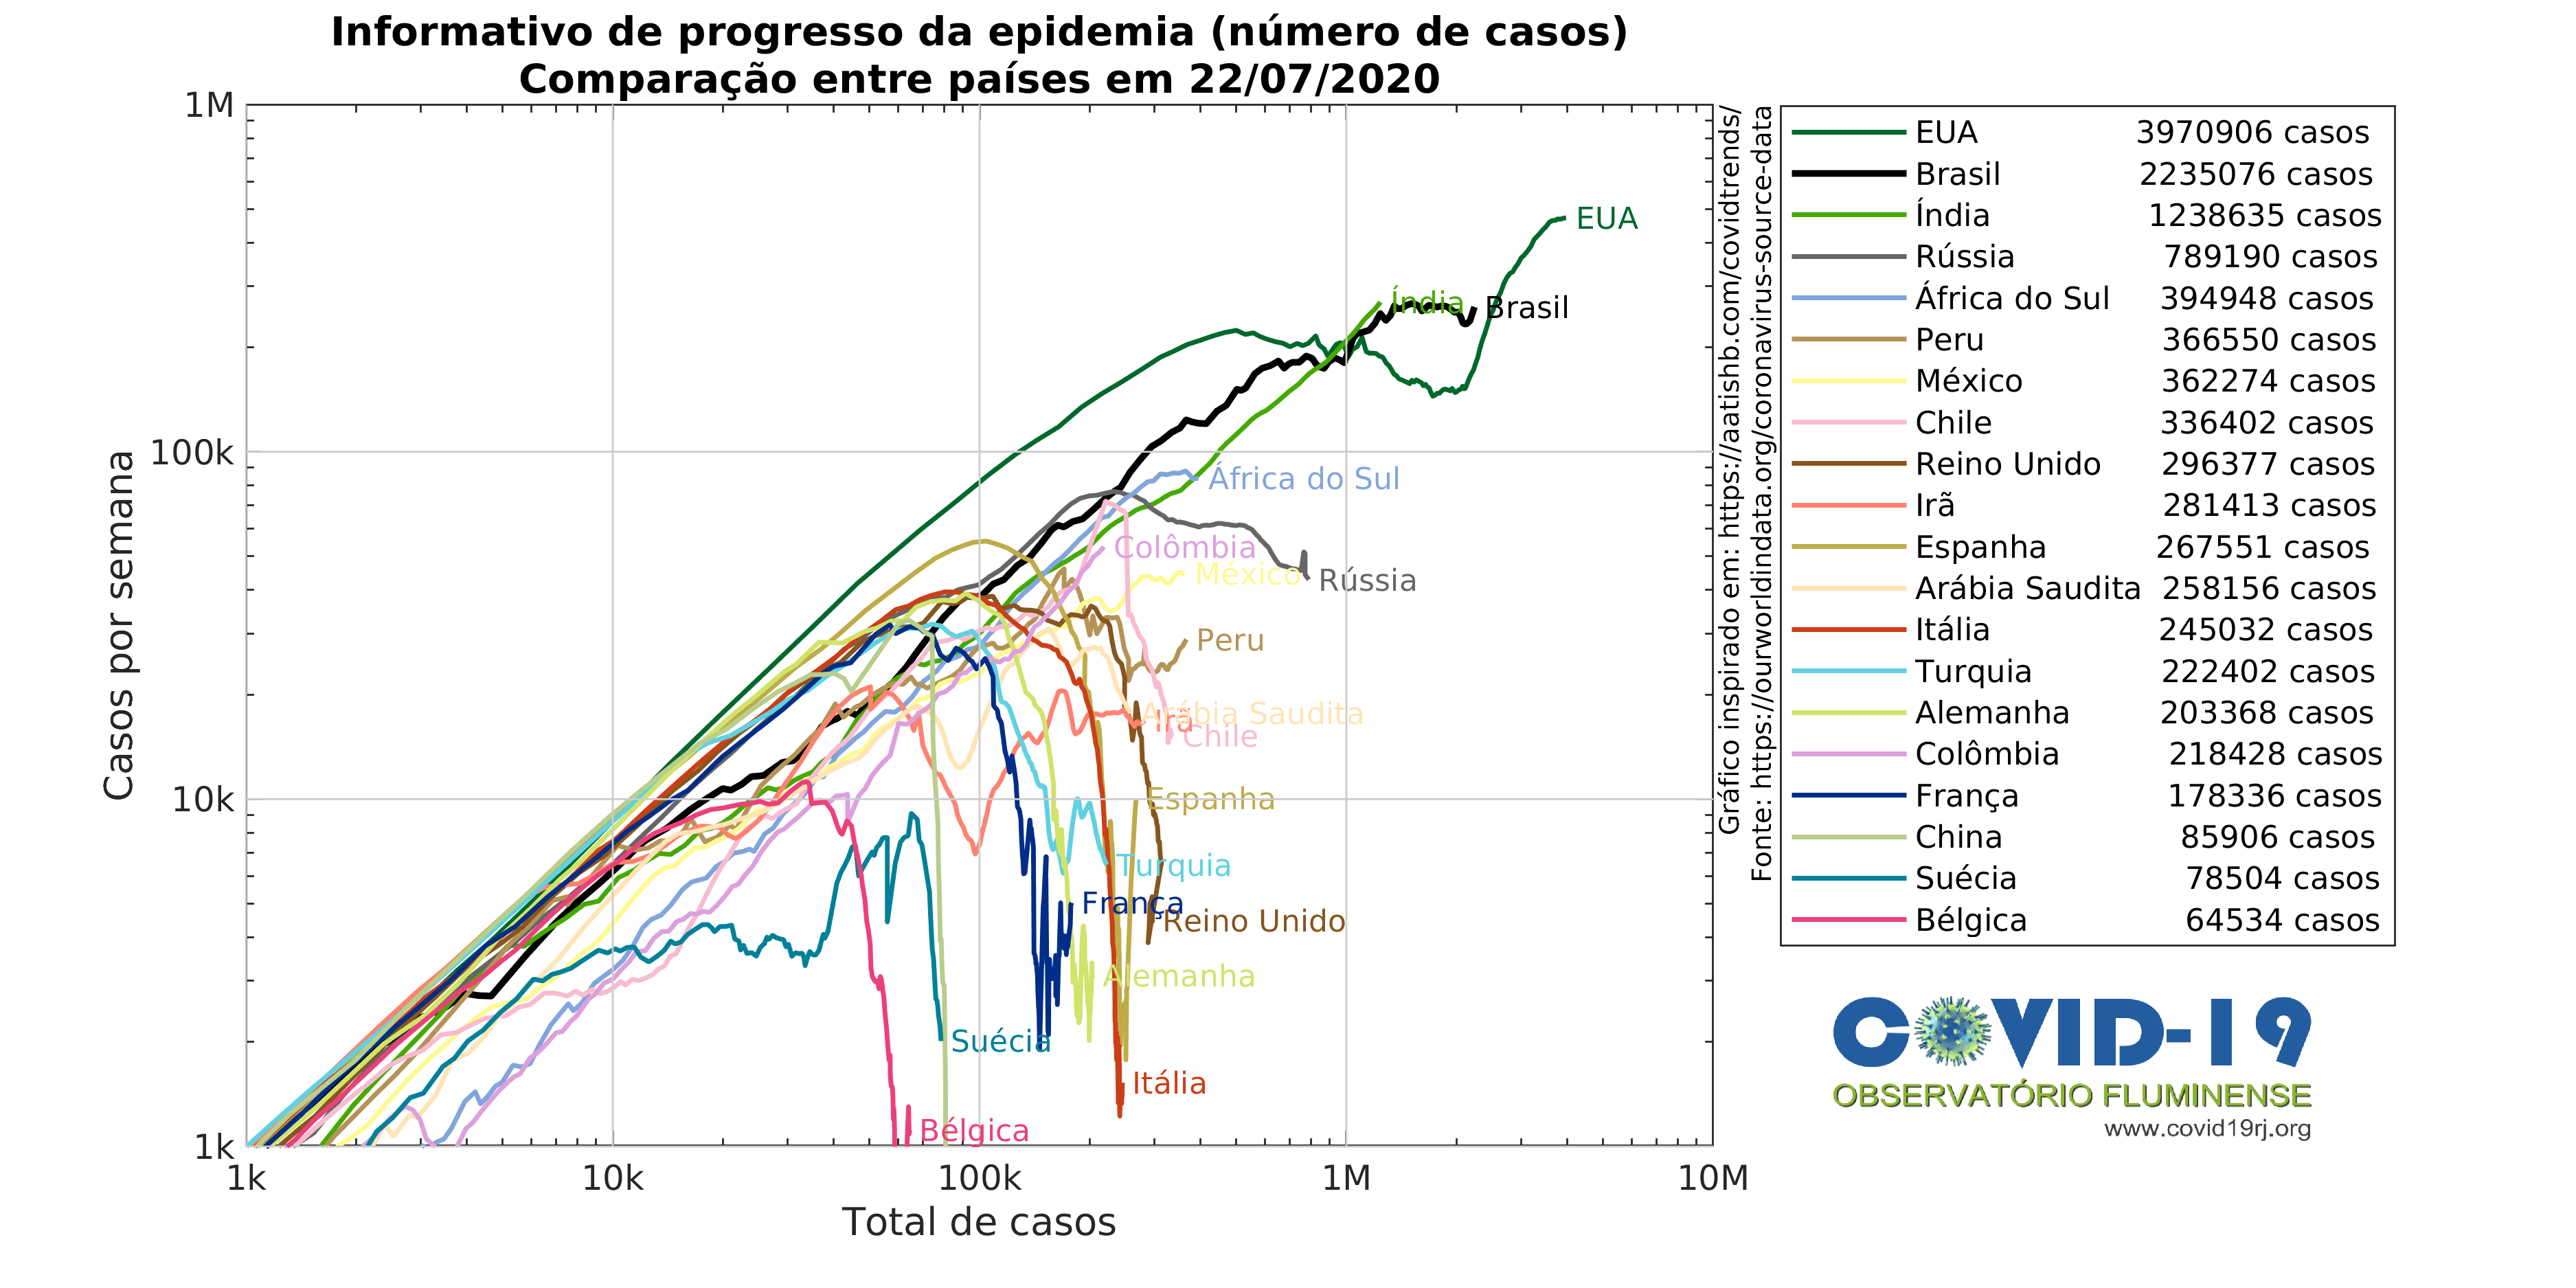 Informativo de progresso da epidemia (número de casos)
Comparação entre países em 22/07/2020
1M
100k
10k
1k
Casos por semana
1k
10k
100k
1M
10M
Total de casos
EUA
Índia
Brasil
África do Sul
Colômbia
México
Rússia
Peru
Arábia Saudita
Irã
Chile
Espanha
Turquia
França
Reino Unido
Alemanha
Suécia
Itália
Bélgica
Gráfico inspirado em: https://aatishb.com/covidtrends/
Fonte: https://ourworldindata.org/coronavirus-source-data
EUA 3970906 casos
Brasil 2235076 casos
Índia 1238635 casos
Rússia 789190 casos
África do Sul 394948 casos
Peru 366550 casos
México 362274 casos
Chile 336402 casos
Reino Unido 296377 casos
Irã 281413 casos
Espanha 267551 casos
Arábia Saudita 258156 casos
Itália 245032 casos
Turquia 222402 casos
Alemanha 203368 casos
Colômbia 218428 casos
França 178336 casos
China 85906 casos
Suécia 78504 casos
Bélgica 64534 casos
COVID-19
OBSERVATÓRIO FLUMINENSE
www.covid19rj.org